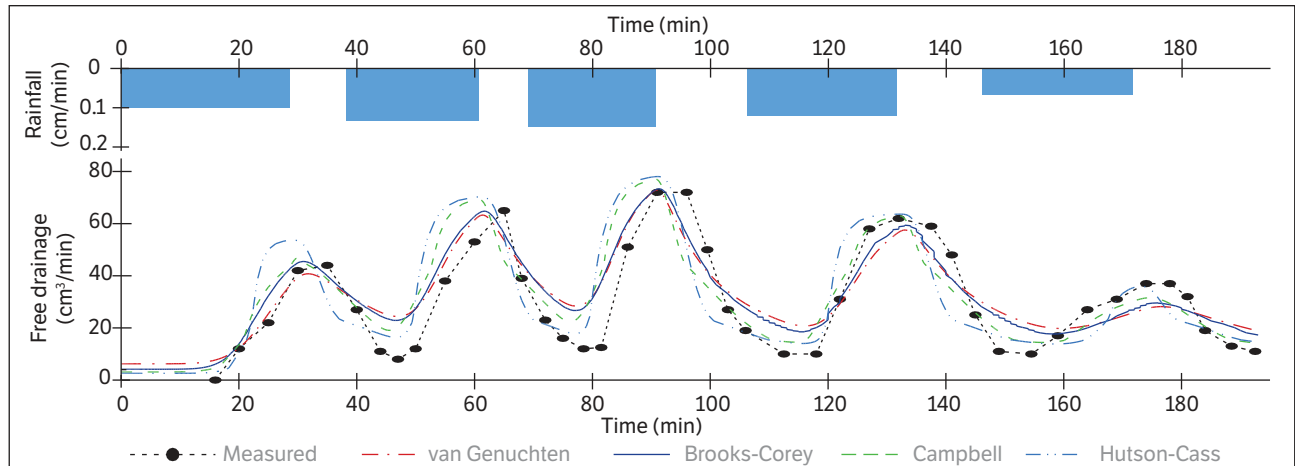 Time (min)
0 20 40 60 80 100 120 140 160 180
Rainfall
(cm/min)
0
0.1
0.2
Free drainage
(cm³/min)
80
60
40
20
0
0 20 40 60 80 100 120 140 160 180
Time (min)
Measured van Genuchten Brooks-Corey Campbell Hutson-Cass